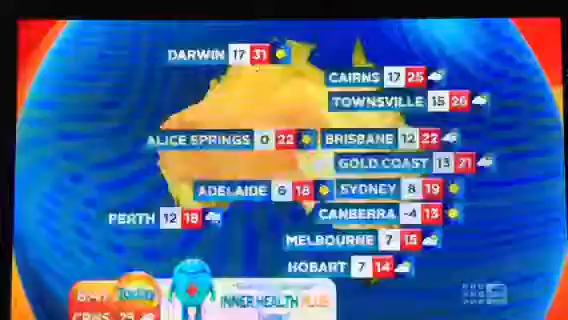 DARWIN 17 31
CAIRNS 17 25
TOWNSVILLE 15 26
ALICE SPRINGS 0 22
BRISBANE 12 22
GOLD COAST 13 21
ADELAIDE 6 18
SYDNEY 8 19
PERTH 12 18
CANBERRA -4 13
MELBOURNE 7 15
HOBART 7 14
INNER HEALTH PLUS
CRNS 25